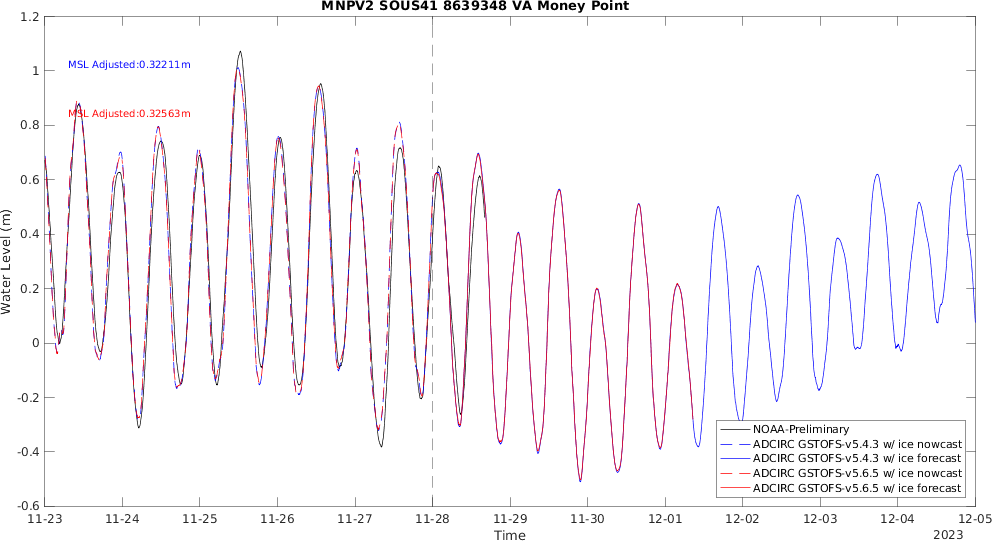 MNPV2 SOUS41 8639348 VA Money Point
1.2
1
0.8
0.6
0.4
0.2
0
-0.2
-0.4
-0.6
Water Level (m)
MSL Adjusted:0.32211m
MSL Adjusted:0.32563m
NOAA-Preliminary
ADCIRC GSTOFS-v5.4.3 w/ ice nowcast
ADCIRC GSTOFS-v5.4.3 w/ ice forecast
ADCIRC GSTOFS-v5.6.5 w/ ice nowcast
ADCIRC GSTOFS-v5.6.5 w/ ice forecast
11-23 11-24 11-25 11-26 11-27 11-28 11-29 11-30 12-01 12-02 12-03 12-04 12-05
Time
2023